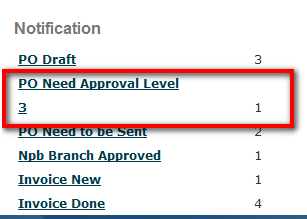 Notification
PO Draft 3
PO Need Approval Level
3 1
PO Need to be Sent 2
Npb Branch Approved 1
Invoice New 1
Invoice Done 4